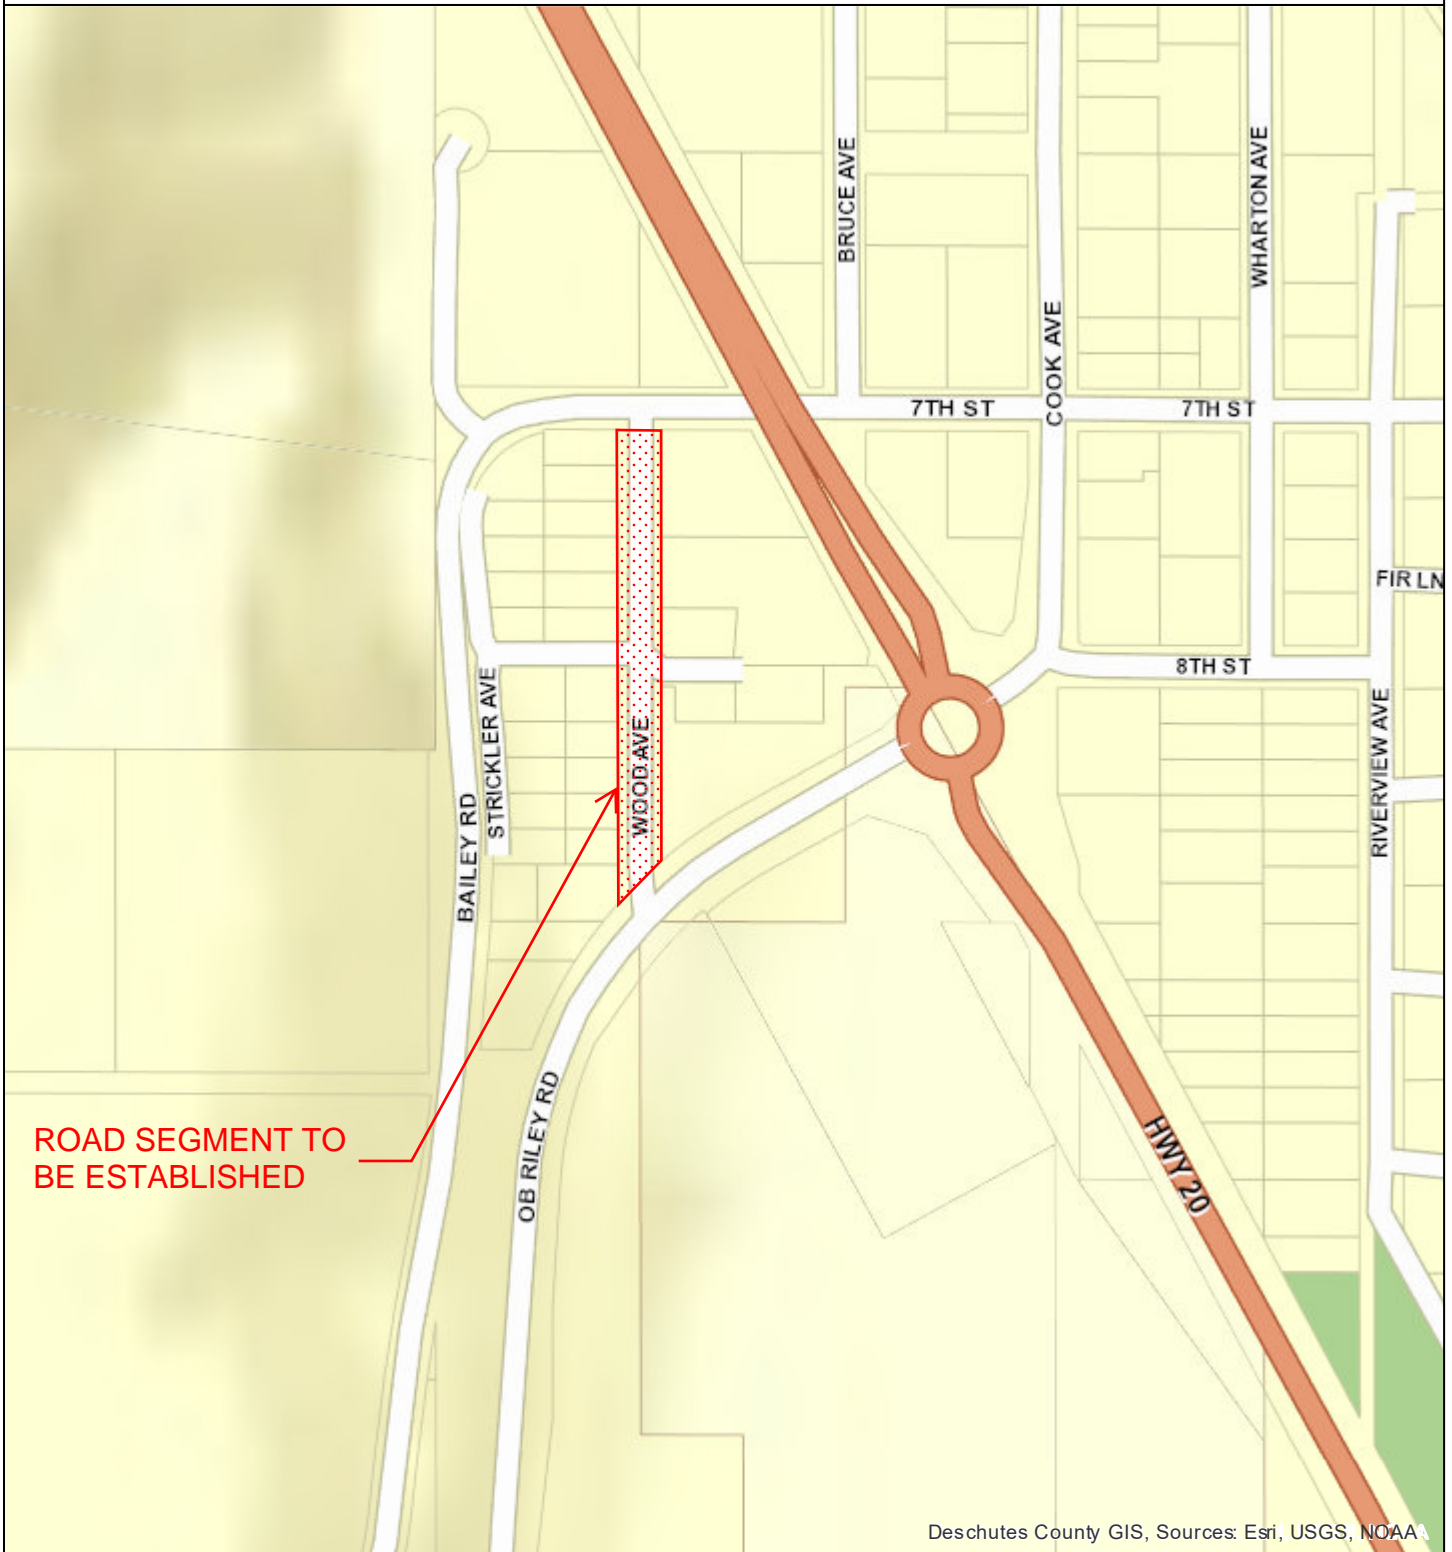 BRUCE AVE
WHARTON AVE
COOK AVE
7TH ST
7TH ST
FIR LN
8TH ST
STRICKLER AVE
WOOD AVE
RIVERVIEW AVE
BAILEY RD
OB RILEY RD
HWY 20
ROAD SEGMENT TO
BE ESTABLISHED
Deschutes County GIS, Sources: Esri, USGS, NOAA